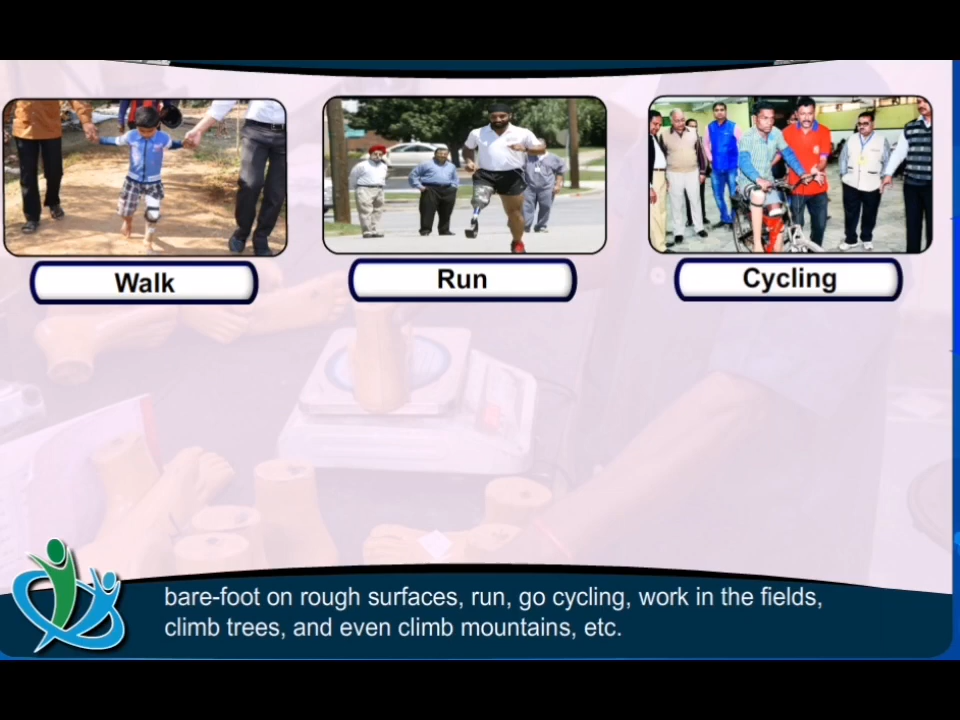 Walk
Run
Cycling
bare-foot on rough surfaces, run, go cycling, work in the fields,
climb trees, and even climb mountains, etc.